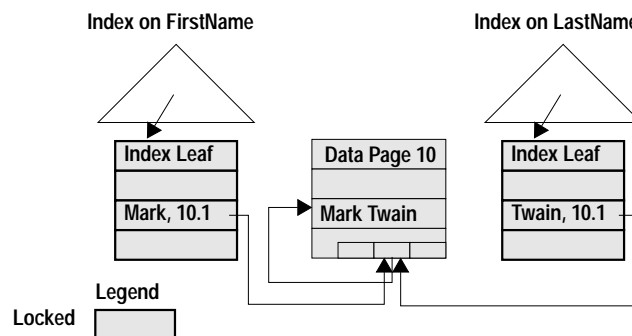 Index on FirstName
Index on LastName
Index Leaf
Data Page 10
Index Leaf
Mark, 10.1
Mark Twain
Twain, 10.1
Legend
Locked